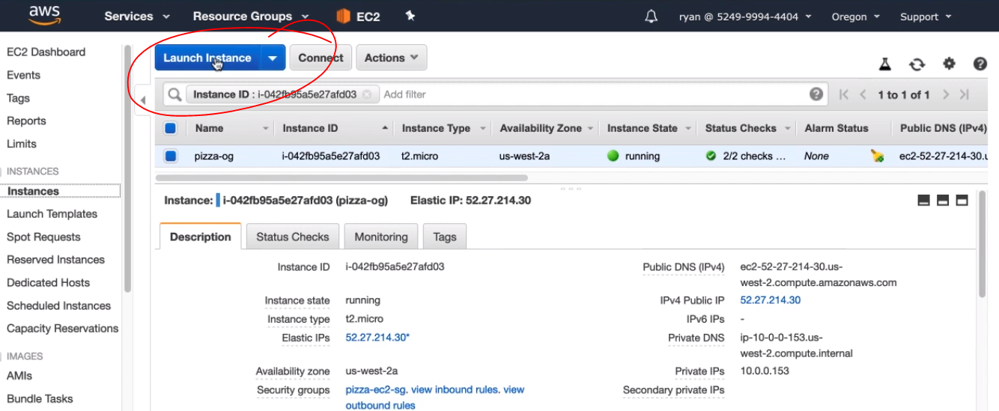 aws Services Resource Groups EC2 ryan @ 5249-9994-4404 Oregon Support
EC2 Dashboard
Events
Tags
Reports
Limits
INSTANCES
Instances
Launch Templates
Spot Requests
Reserved Instances
Dedicated Hosts
Scheduled Instances
Capacity Reservations
IMAGES
AMIs
Bundle Tasks
Launch Instance Connect Actions
Instance ID : i-042fb95a5e27afd03 Add filter 1 to 1 of 1
Name Instance ID Instance Type Availability Zone Instance State Status Checks Alarm Status Public DNS (IPv4)
pizza-og i-042fb95a5e27afd03 t2.micro us-west-2a running 2/2 checks ... None ec2-52-27-214-30.u
Instance: i-042fb95a5e27afd03 (pizza-og) Elastic IP: 52.27.214.30
Description Status Checks Monitoring Tags
Instance ID i-042fb95a5e27afd03
Instance state running
Instance type t2.micro
Elastic IPs 52.27.214.30*
Availability zone us-west-2a
Security groups pizza-ec2-sg. view inbound rules. view
outbound rules
Public DNS (IPv4) ec2-52-27-214-30.us-
west-2.compute.amazonaws.com
IPv4 Public IP 52.27.214.30
IPv6 IPs -
Private DNS ip-10-0-0-153.us-
west-2.compute.internal
Private IPs 10.0.0.153
Secondary private IPs